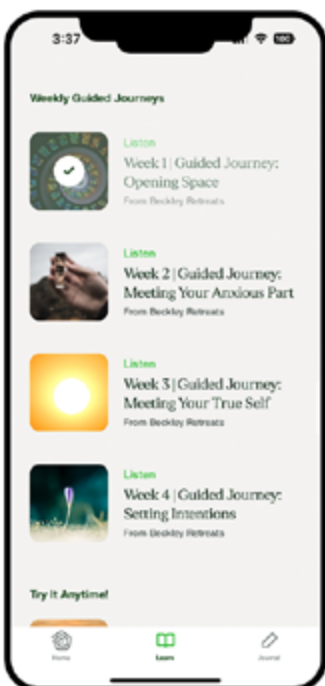 3:37
100
Weekly Guided Journeys
Listen
Week 1 | Guided Journey:
Opening Space
From Beckley Retreats
Listen
Week 2 | Guided Journey:
Meeting Your Anxious Part
From Beckley Retreats
Listen
Week 3 | Guided Journey:
Meeting Your True Self
From Beckley Retreats
Listen
Week 4 | Guided Journey:
Setting Intentions
From Beckley Retreats
Try It Anytime!
Home
Learn
Journal